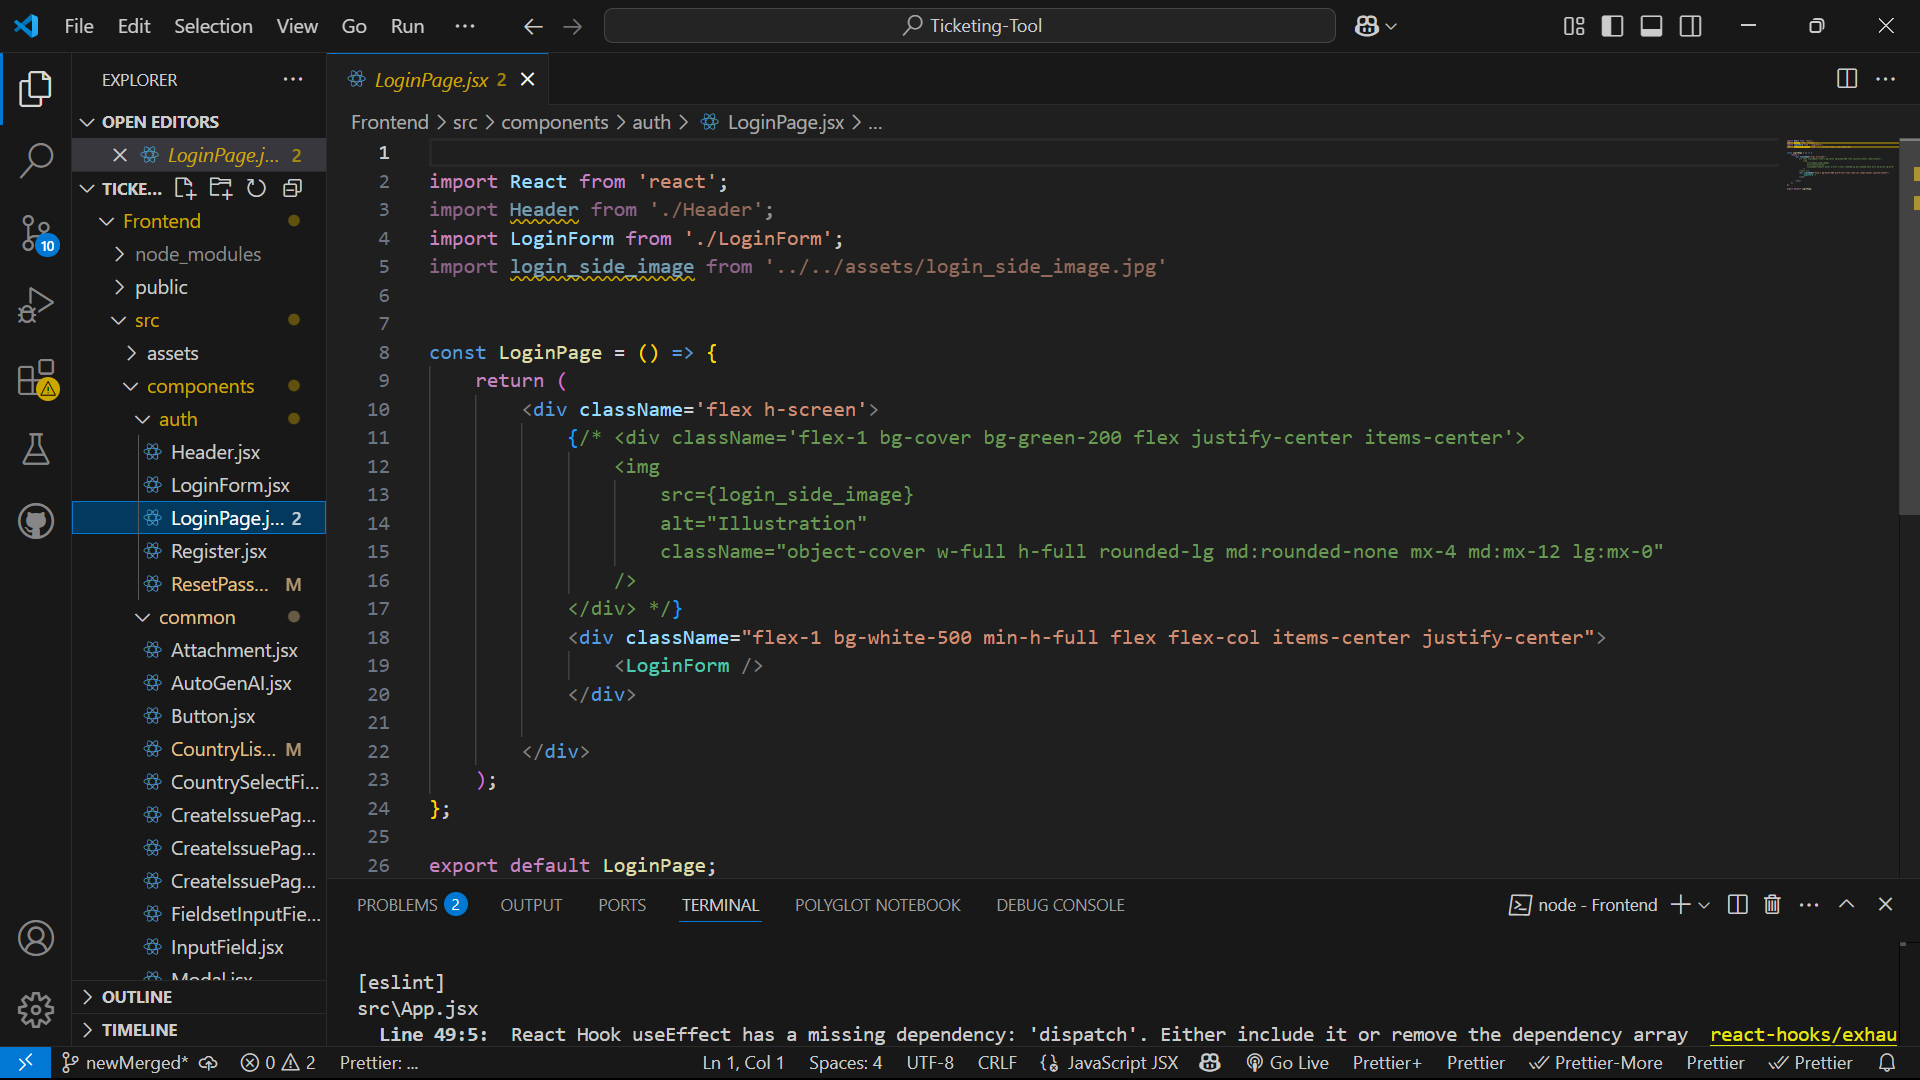 File Edit Selection View Go Run ··· Ticketing-Tool
EXPLORER ···
OPEN EDITORS
LoginPage.j... 2
TICKE...
Frontend
node_modules
public
src
assets
components
auth
Header.jsx
LoginForm.jsx
LoginPage.j... 2
Register.jsx
ResetPass... M
common
Attachment.jsx
AutoGenAI.jsx
Button.jsx
CountryLis... M
CountrySelectFi...
CreateIssuePag...
CreateIssuePag...
CreateIssuePag...
FieldsetInputFie...
InputField.jsx
Modal.jsx
OUTLINE
TIMELINE
10
LoginPage.jsx 2
Frontend > src > components > auth > LoginPage.jsx > ...
1
2 import React from 'react';
3 import Header from './Header';
4 import LoginForm from './LoginForm';
5 import login_side_image from '../../assets/login_side_image.jpg'
6
7
8 const LoginPage = () => {
9 return (
10 <div className='flex h-screen'>
11 {/* <div className='flex-1 bg-cover bg-green-200 flex justify-center items-center'>
12 <img
13 src={login_side_image}
14 alt="Illustration"
15 className="object-cover w-full h-full rounded-lg md:rounded-none mx-4 md:mx-12 lg:mx-0"
16 />
17 </div> */}
18 <div className="flex-1 bg-white-500 min-h-full flex flex-col items-center justify-center">
19 <LoginForm />
20 </div>
21
22 </div>
23 );
24 };
25
26 export default LoginPage;
PROBLEMS 2 OUTPUT PORTS TERMINAL POLYGLOT NOTEBOOK DEBUG CONSOLE node - Frontend
[eslint]
src\App.jsx
Line 49:5: React Hook useEffect has a missing dependency: 'dispatch'. Either include it or remove the dependency array react-hooks/exhau
newMerged* 0 2 Prettier: ... Ln 1, Col 1 Spaces: 4 UTF-8 CRLF JavaScript JSX Go Live Prettier+ Prettier Prettier-More Prettier Prettier